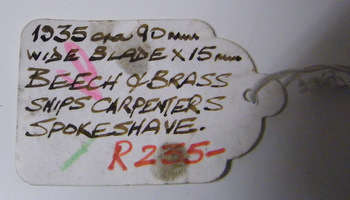 1935 circa 90mm
WIDE BLADE X 15mm
BEECH & BRASS
SHIPS CARPENTERS
SPOKESHAVE.
R235-